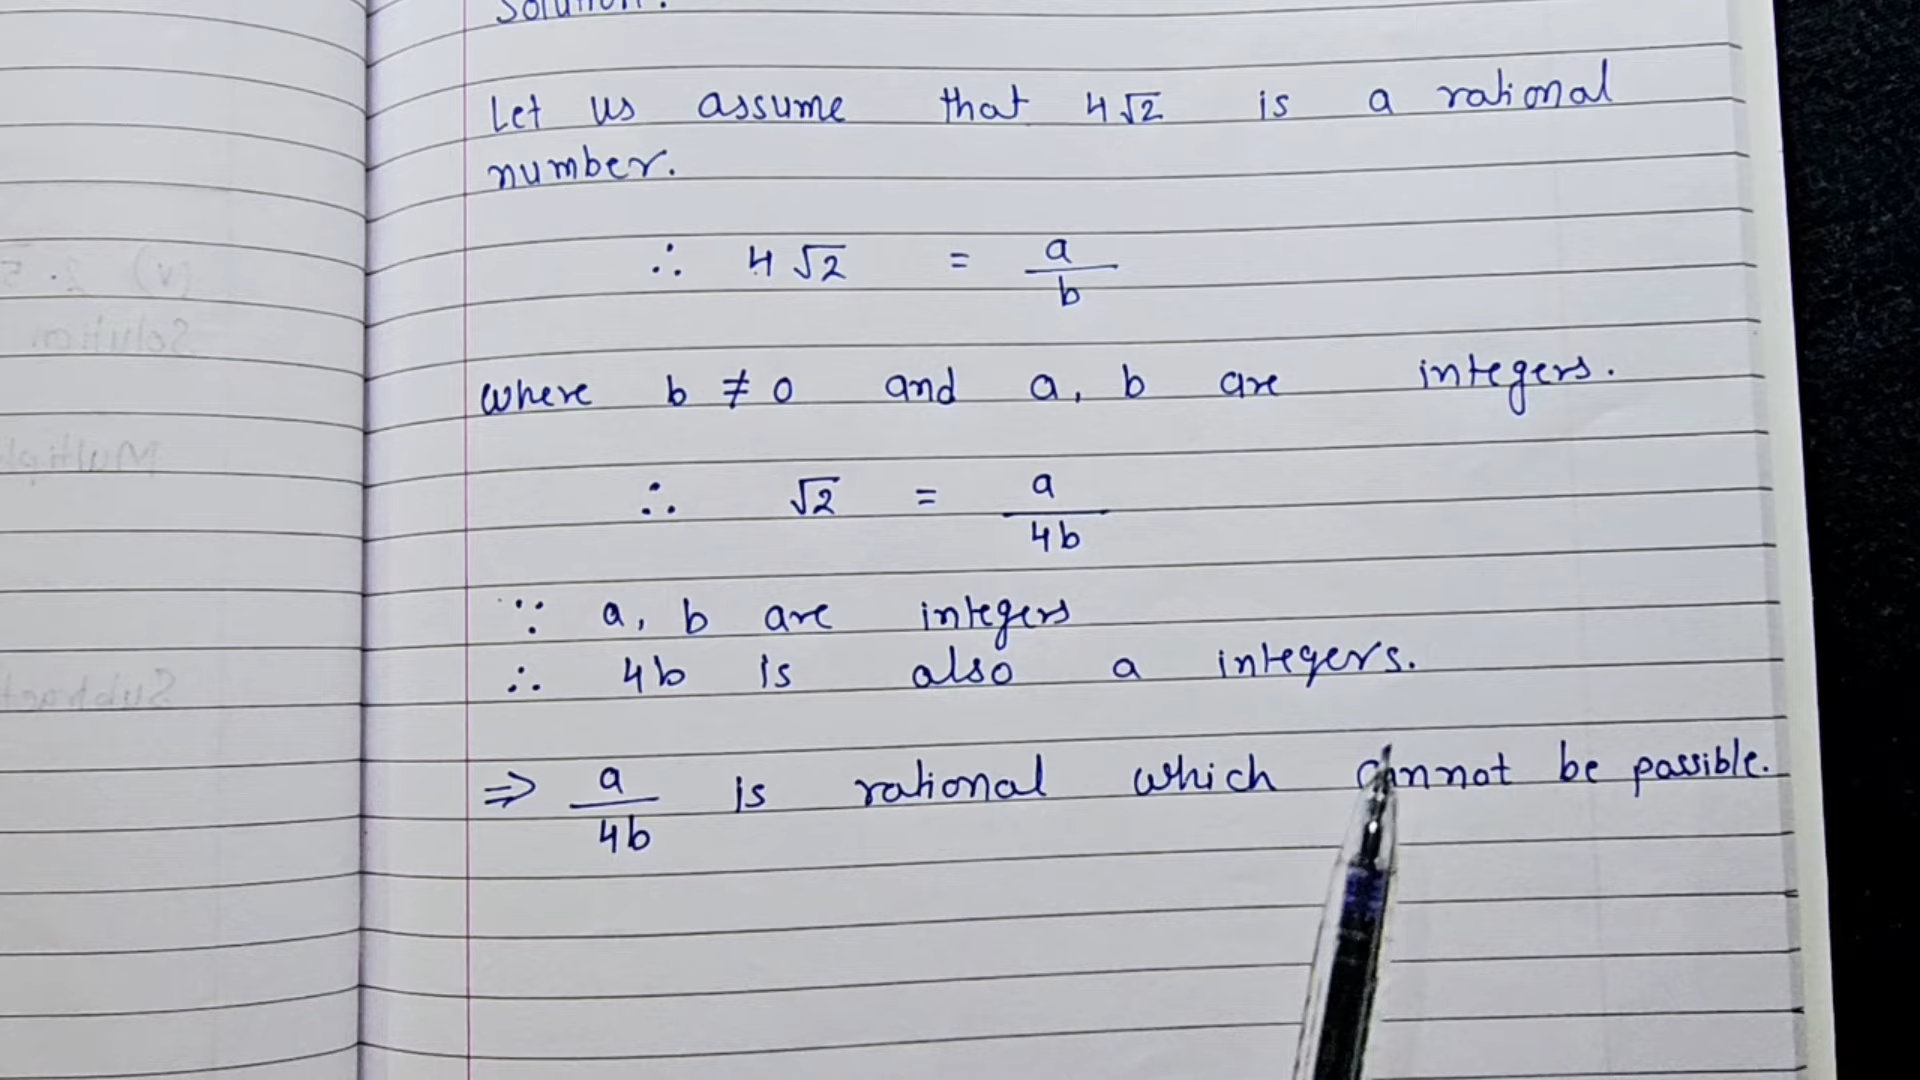 Solution:
Let us assume that 4√2 is a rational
number.
∴ 4√2 = a/b
where b ≠ 0 and a, b are integers.
∴ √2 = a/4b
∵ a, b are integers
∴ 4b is also a integers.
⇒ a/4b is rational which cannot be possible.